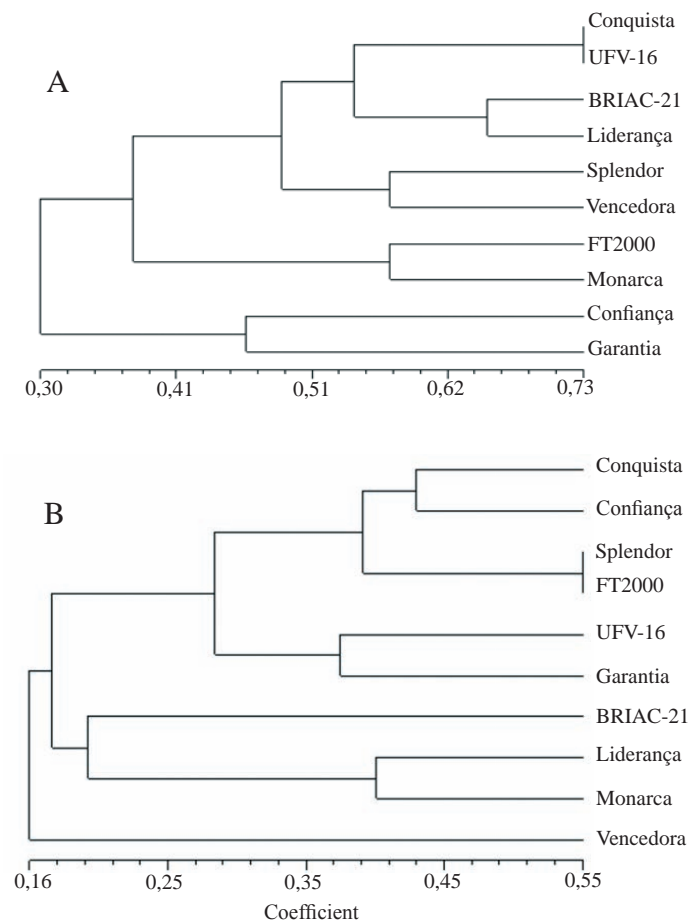 A
Conquista
UFV-16
BRIAC-21
Liderança
Splendor
Vencedora
FT2000
Monarca
Confiança
Garantia
0,30 0,41 0,51 0,62 0,73
B
Conquista
Confiança
Splendor
FT2000
UFV-16
Garantia
BRIAC-21
Liderança
Monarca
Vencedora
0,16 0,25 0,35 0,45 0,55
Coefficient